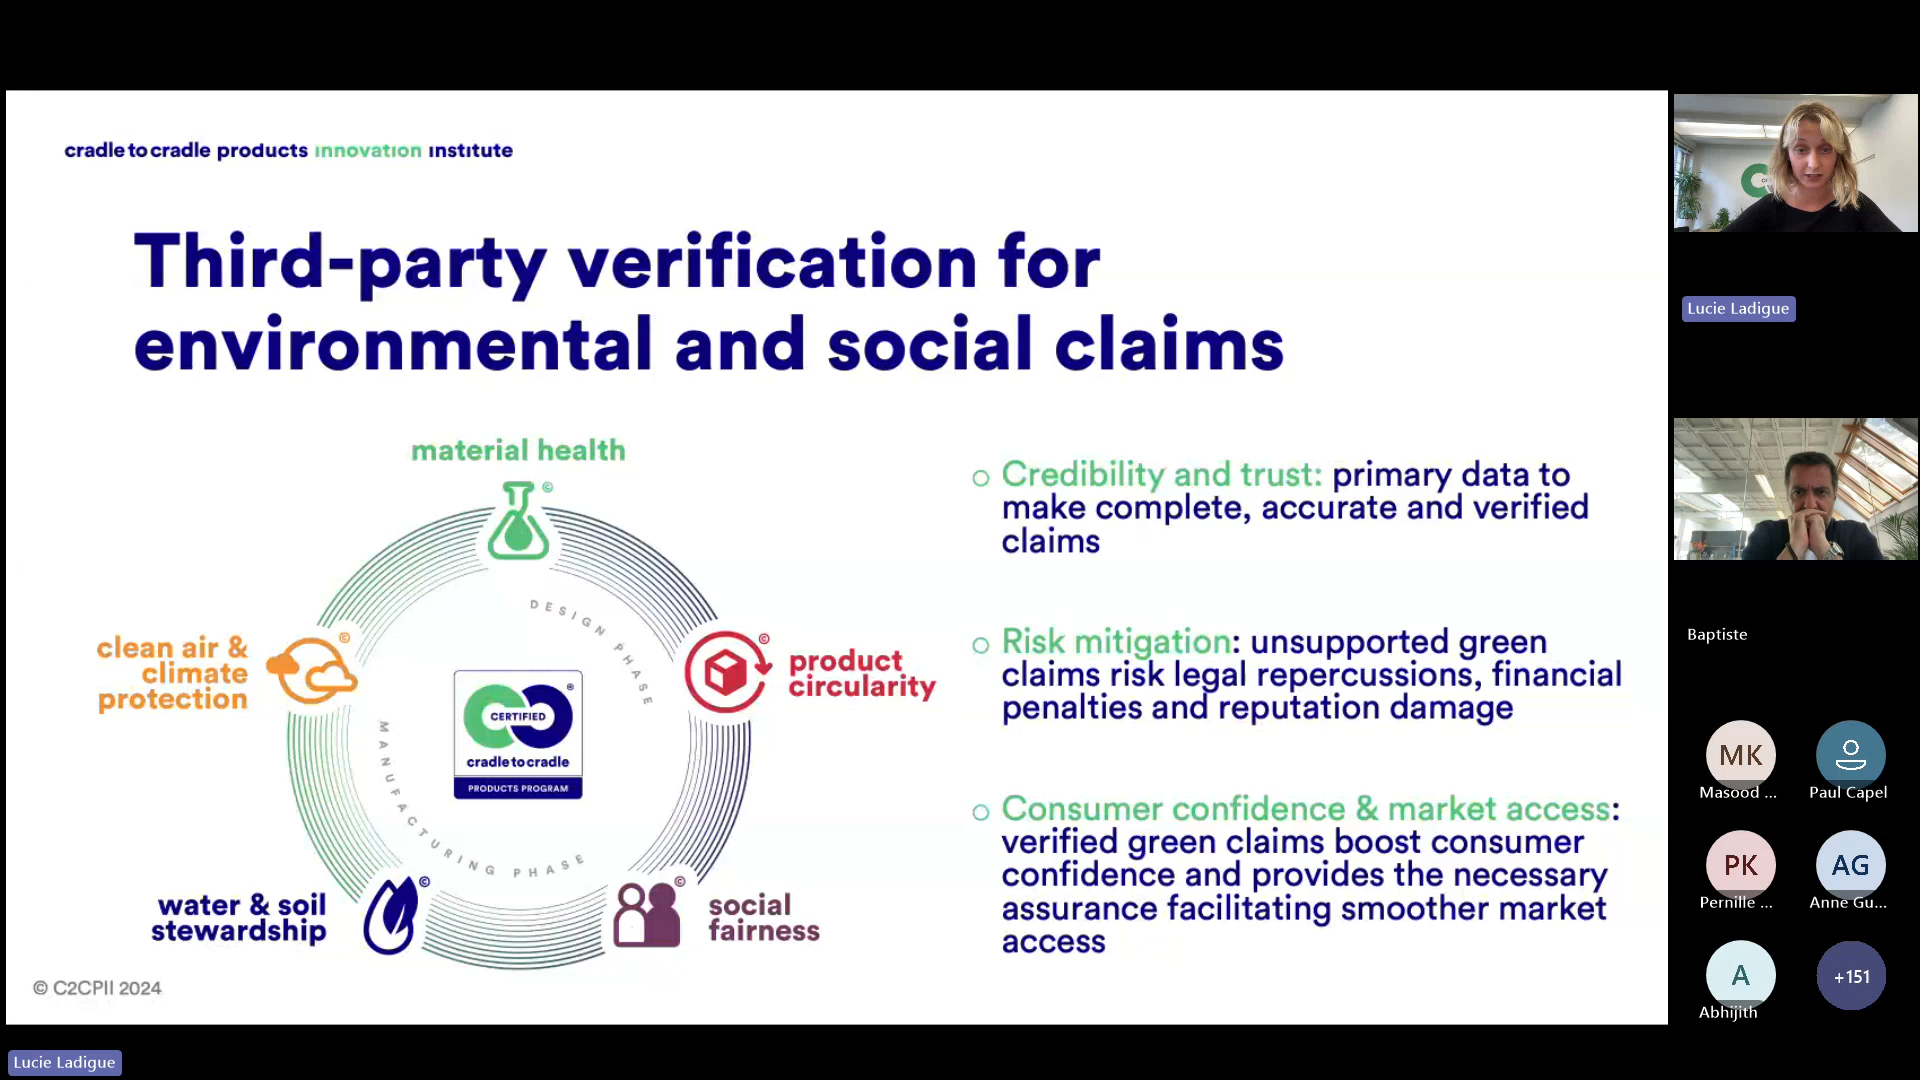 cradle to cradle products innovation institute
Third-party verification for
environmental and social claims
material health
clean air &
climate
protection
product
circularity
water & soil
stewardship
social
fairness
DESIGN PHASE
MANUFACTURING PHASE
CERTIFIED
cradle to cradle
PRODUCTS PROGRAM
Credibility and trust: primary data to
make complete, accurate and verified
claims
Risk mitigation: unsupported green
claims risk legal repercussions, financial
penalties and reputation damage
Consumer confidence & market access:
verified green claims boost consumer
confidence and provides the necessary
assurance facilitating smoother market
access
© C2CPII 2024
Lucie Ladigue
Lucie Ladigue
Baptiste
MK
Masood ...
Paul Capel
PK
Pernille ...
AG
Anne Gu...
A
Abhijith
+151